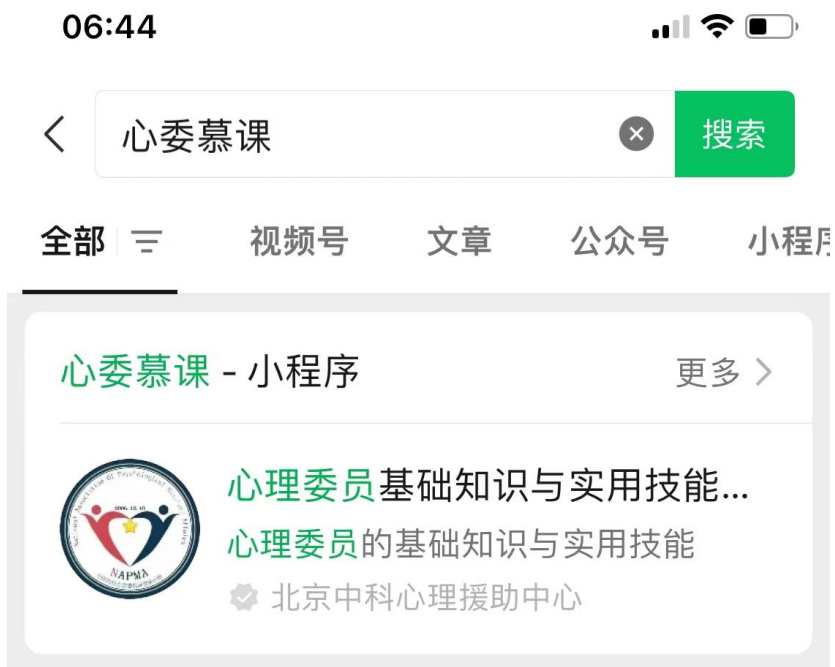 06:44
心委慕课
搜索
全部 视频号 文章 公众号 小程序
心委慕课 - 小程序 更多
心理委员基础知识与实用技能...
心理委员的基础知识与实用技能
北京中科心理援助中心
NAPMA